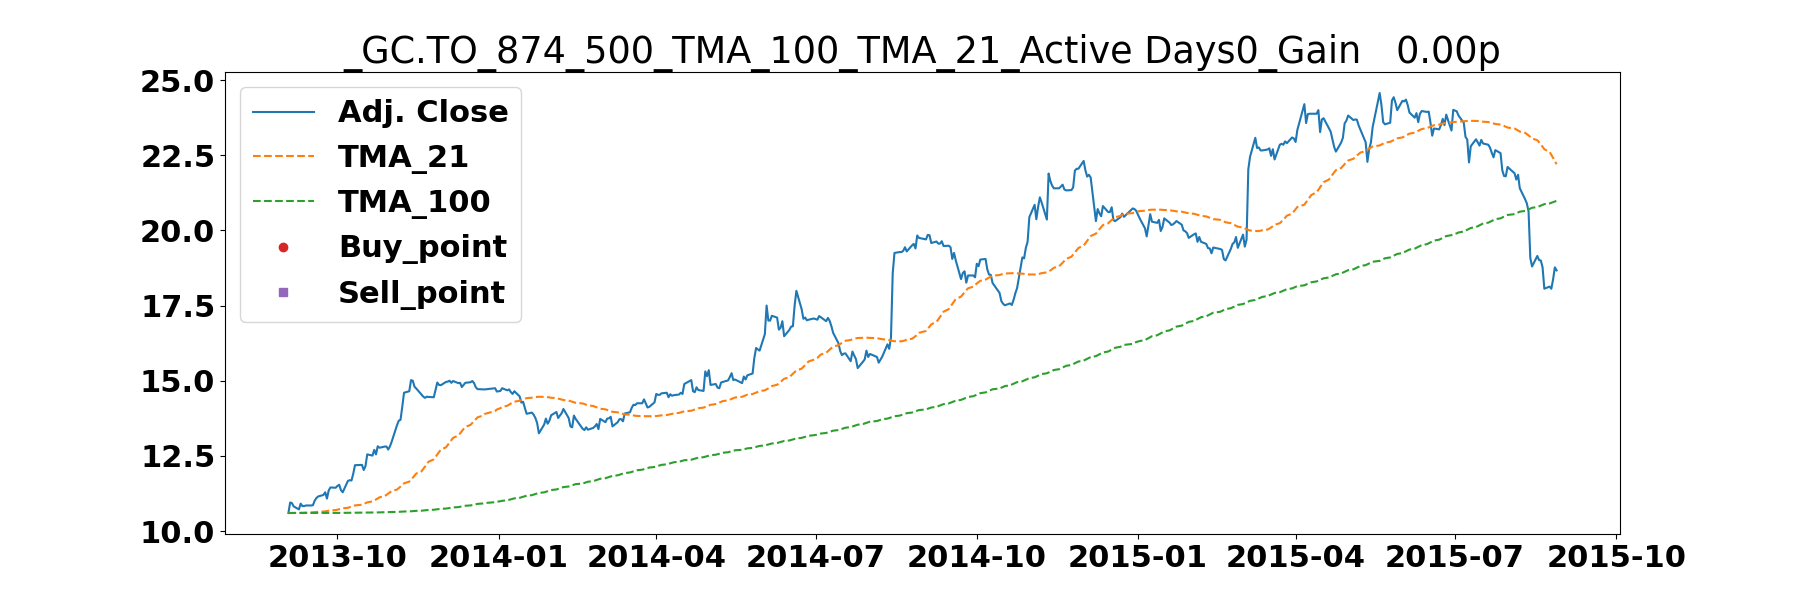 _GC.TO_874_500_TMA_100_TMA_21_Active Days0_Gain   0.00p
25.0
22.5
20.0
17.5
15.0
12.5
10.0
Adj. Close
TMA_21
TMA_100
Buy_point
Sell_point
2013-10 2014-01 2014-04 2014-07 2014-10 2015-01 2015-04 2015-07 2015-10